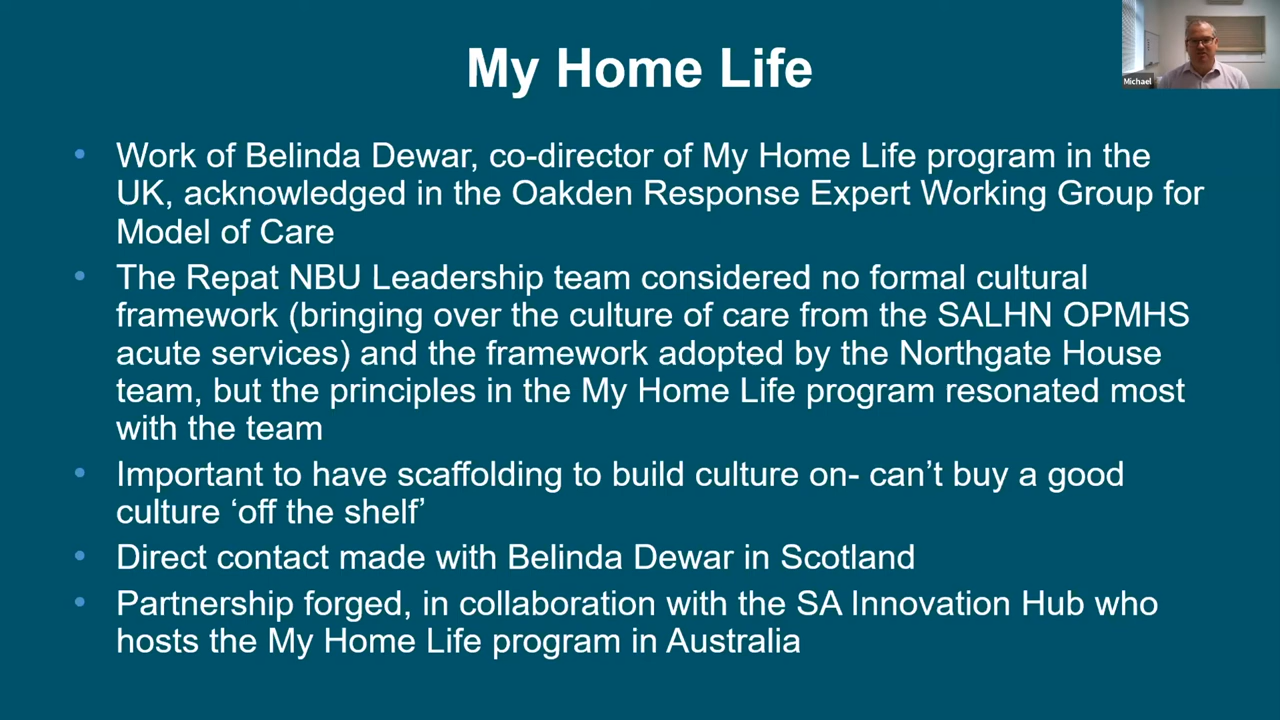 My Home Life
Michael
• Work of Belinda Dewar, co-director of My Home Life program in the
UK, acknowledged in the Oakden Response Expert Working Group for
Model of Care
• The Repat NBU Leadership team considered no formal cultural
framework (bringing over the culture of care from the SALHN OPMHS
acute services) and the framework adopted by the Northgate House
team, but the principles in the My Home Life program resonated most
with the team
• Important to have scaffolding to build culture on- can’t buy a good
culture ‘off the shelf’
• Direct contact made with Belinda Dewar in Scotland
• Partnership forged, in collaboration with the SA Innovation Hub who
hosts the My Home Life program in Australia